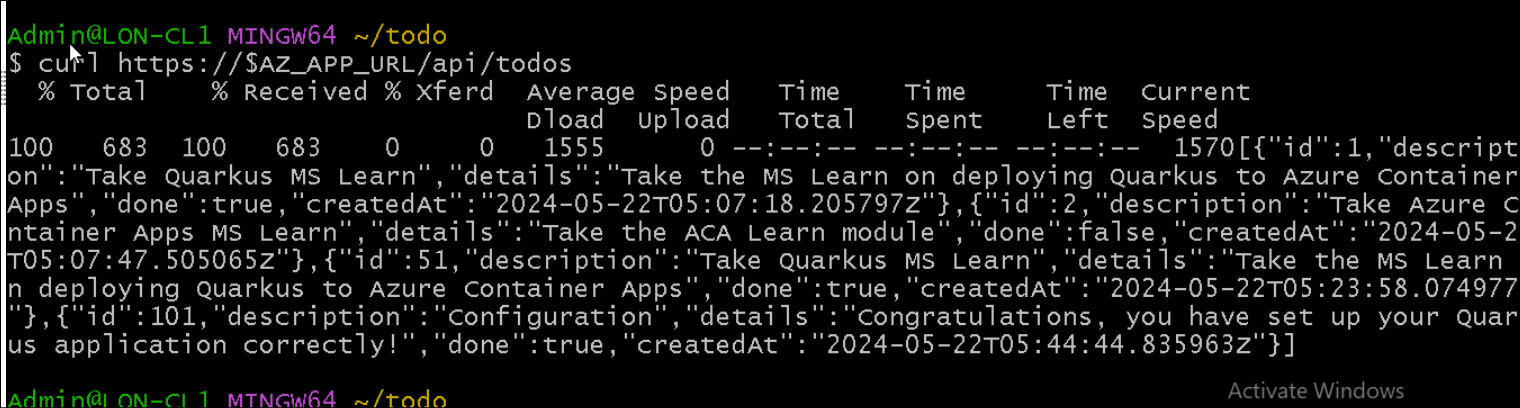 Admin@LON-CL1 MINGW64 ~/todo
$ curl https://$AZ_APP_URL/api/todos
% Total % Received % Xferd Average Speed Time Time Time Current
Dload Upload Total Spent Left Speed
100 683 100 683 0 0 1555 0 --:--:-- --:--:-- --:--:-- 1570[{"id":1,"descript
on":"Take Quarkus MS Learn","details":"Take the MS Learn on deploying Quarkus to Azure Container
Apps","done":true,"createdAt":"2024-05-22T05:07:18.205797Z"},{"id":2,"description":"Take Azure C
ntainer Apps MS Learn","details":"Take the ACA Learn module","done":false,"createdAt":"2024-05-2
T05:07:47.505065Z"},{"id":51,"description":"Take Quarkus MS Learn","details":"Take the MS Learn
n deploying Quarkus to Azure Container Apps","done":true,"createdAt":"2024-05-22T05:23:58.074977
"},{"id":101,"description":"Configuration","details":"Congratulations, you have set up your Quar
us application correctly!","done":true,"createdAt":"2024-05-22T05:44:44.835963Z"}]
Admin@LON-CL1 MINGW64 ~/todo
Activate Windows